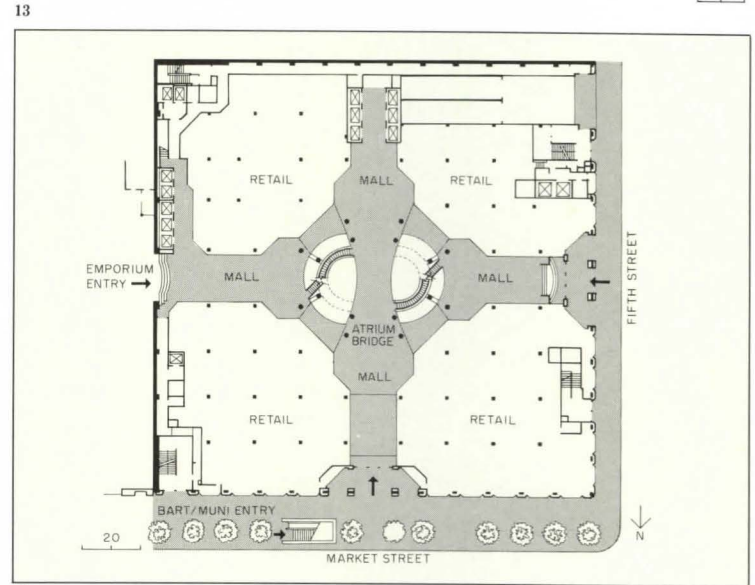 13
RETAIL
MALL
RETAIL
EMPORIUM
ENTRY
MALL
MALL
FIFTH STREET
ATRIUM
BRIDGE
MALL
RETAIL
RETAIL
BART/MUNI ENTRY
20
MARKET STREET
N